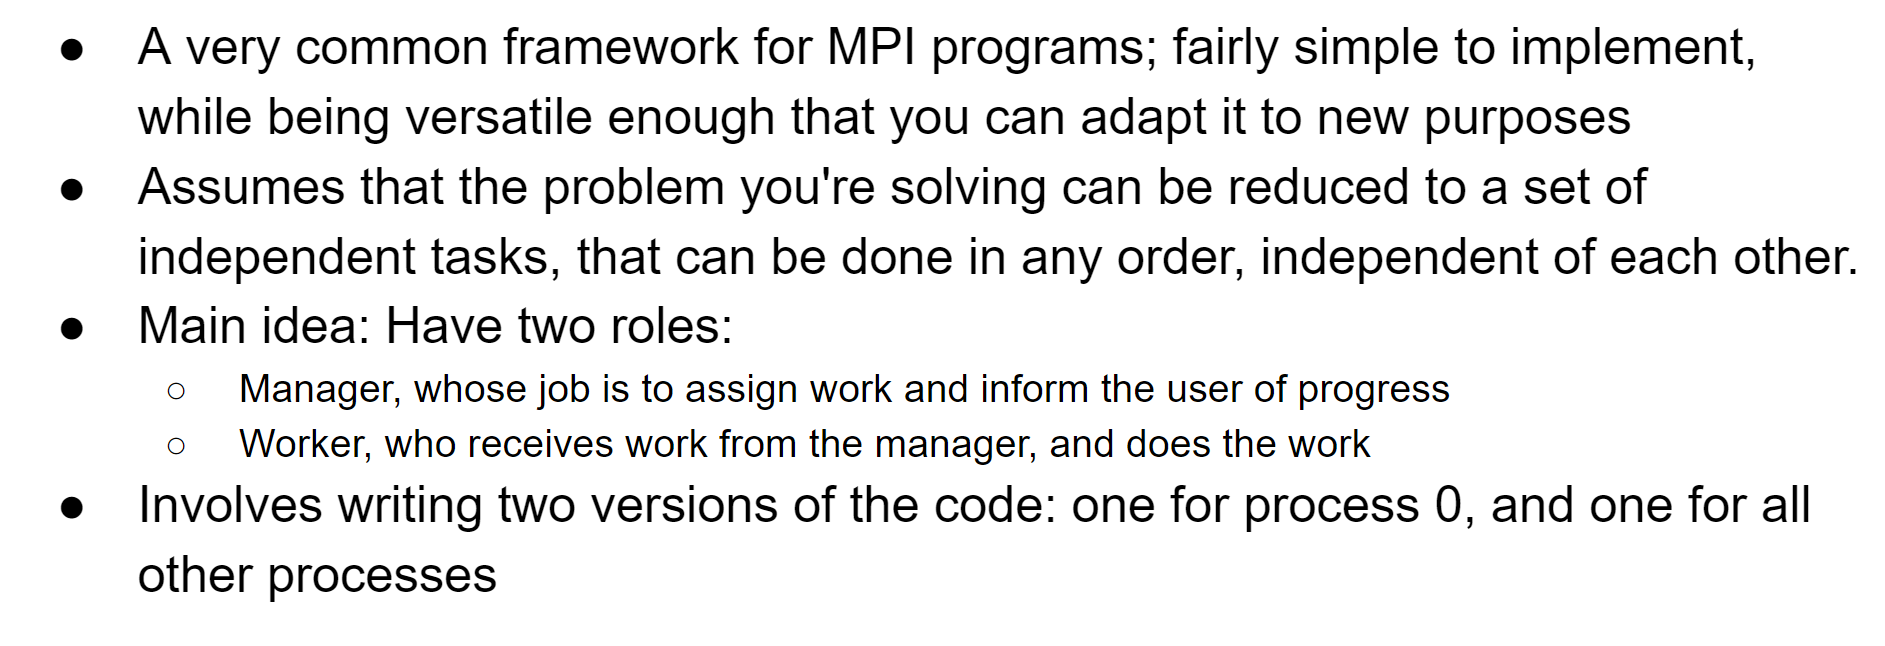 ● A very common framework for MPI programs; fairly simple to implement,
while being versatile enough that you can adapt it to new purposes
● Assumes that the problem you're solving can be reduced to a set of
independent tasks, that can be done in any order, independent of each other.
● Main idea: Have two roles:
○ Manager, whose job is to assign work and inform the user of progress
○ Worker, who receives work from the manager, and does the work
● Involves writing two versions of the code: one for process 0, and one for all
other processes